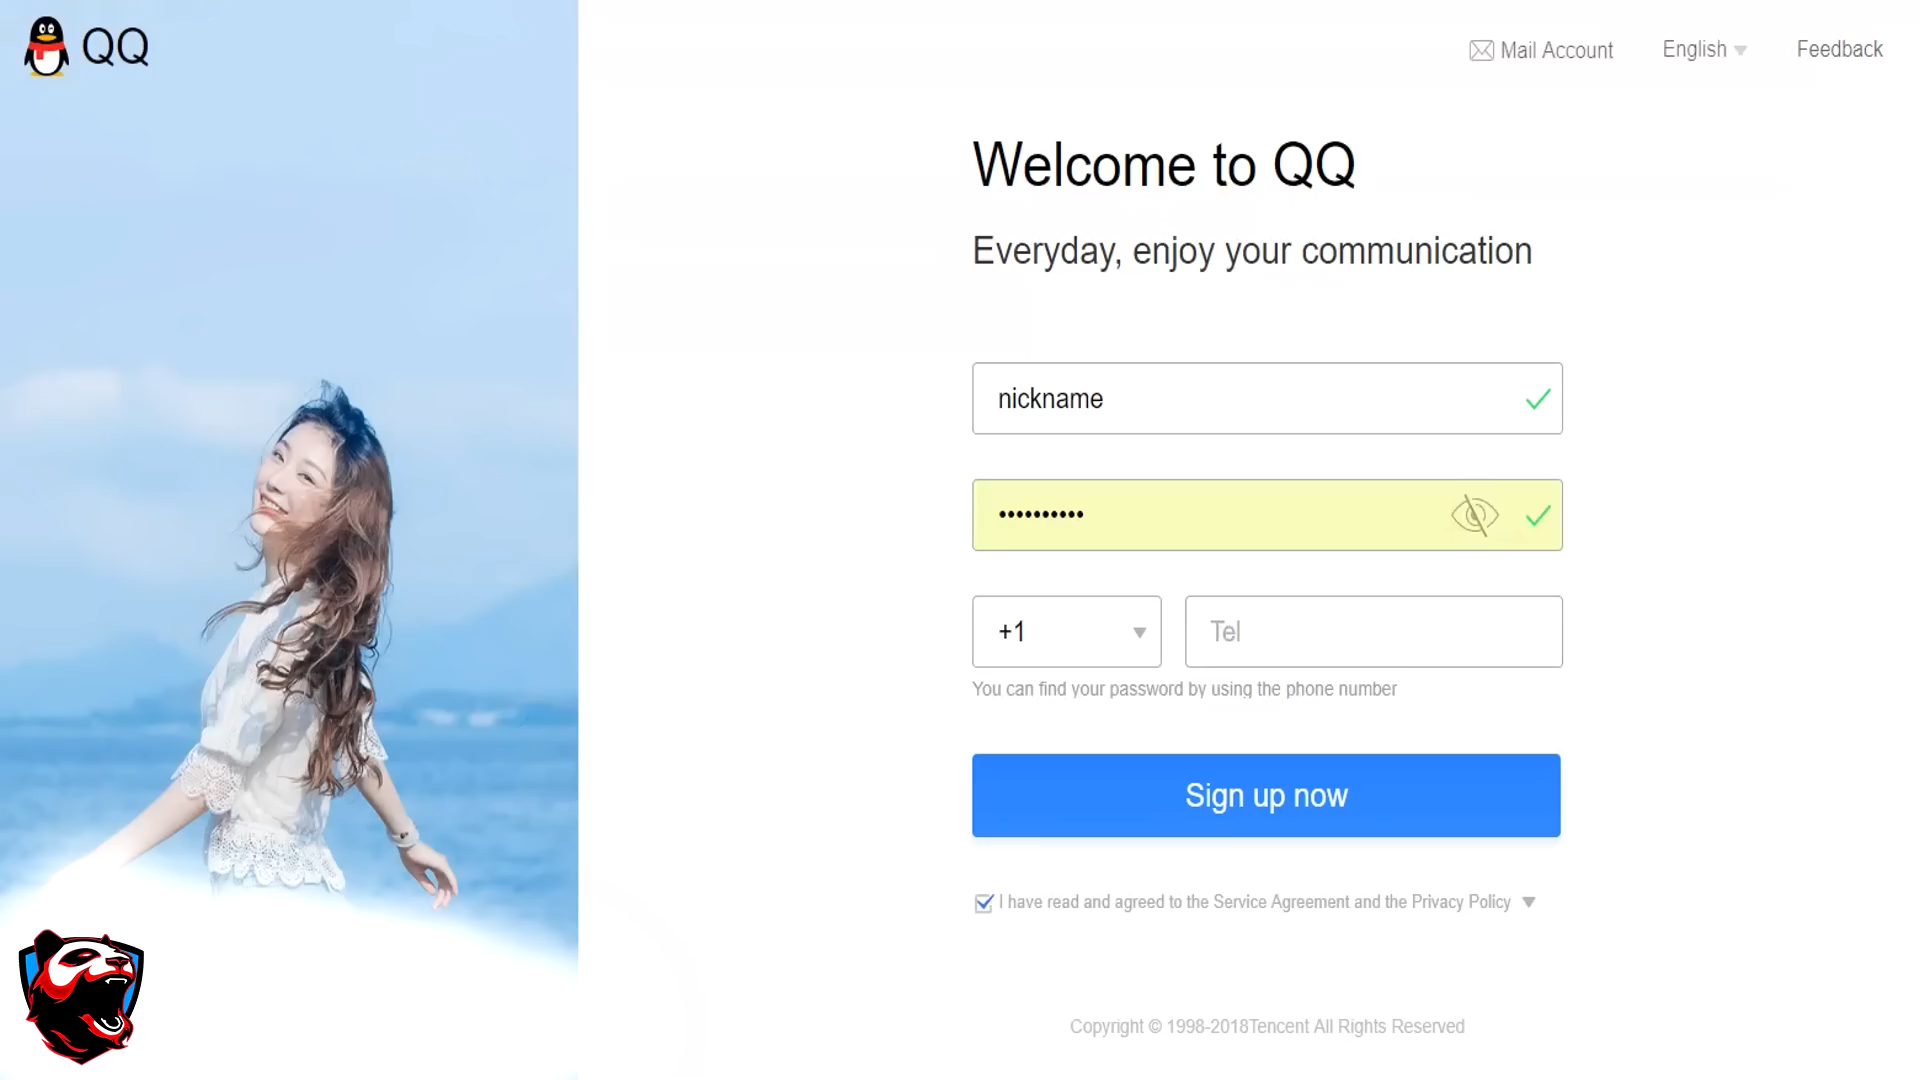 QQ
Mail Account
English
Feedback
Welcome to QQ
Everyday, enjoy your communication
nickname
••••••••••
+1
Tel
You can find your password by using the phone number
Sign up now
I have read and agreed to the Service Agreement and the Privacy Policy
Copyright © 1998-2018Tencent All Rights Reserved